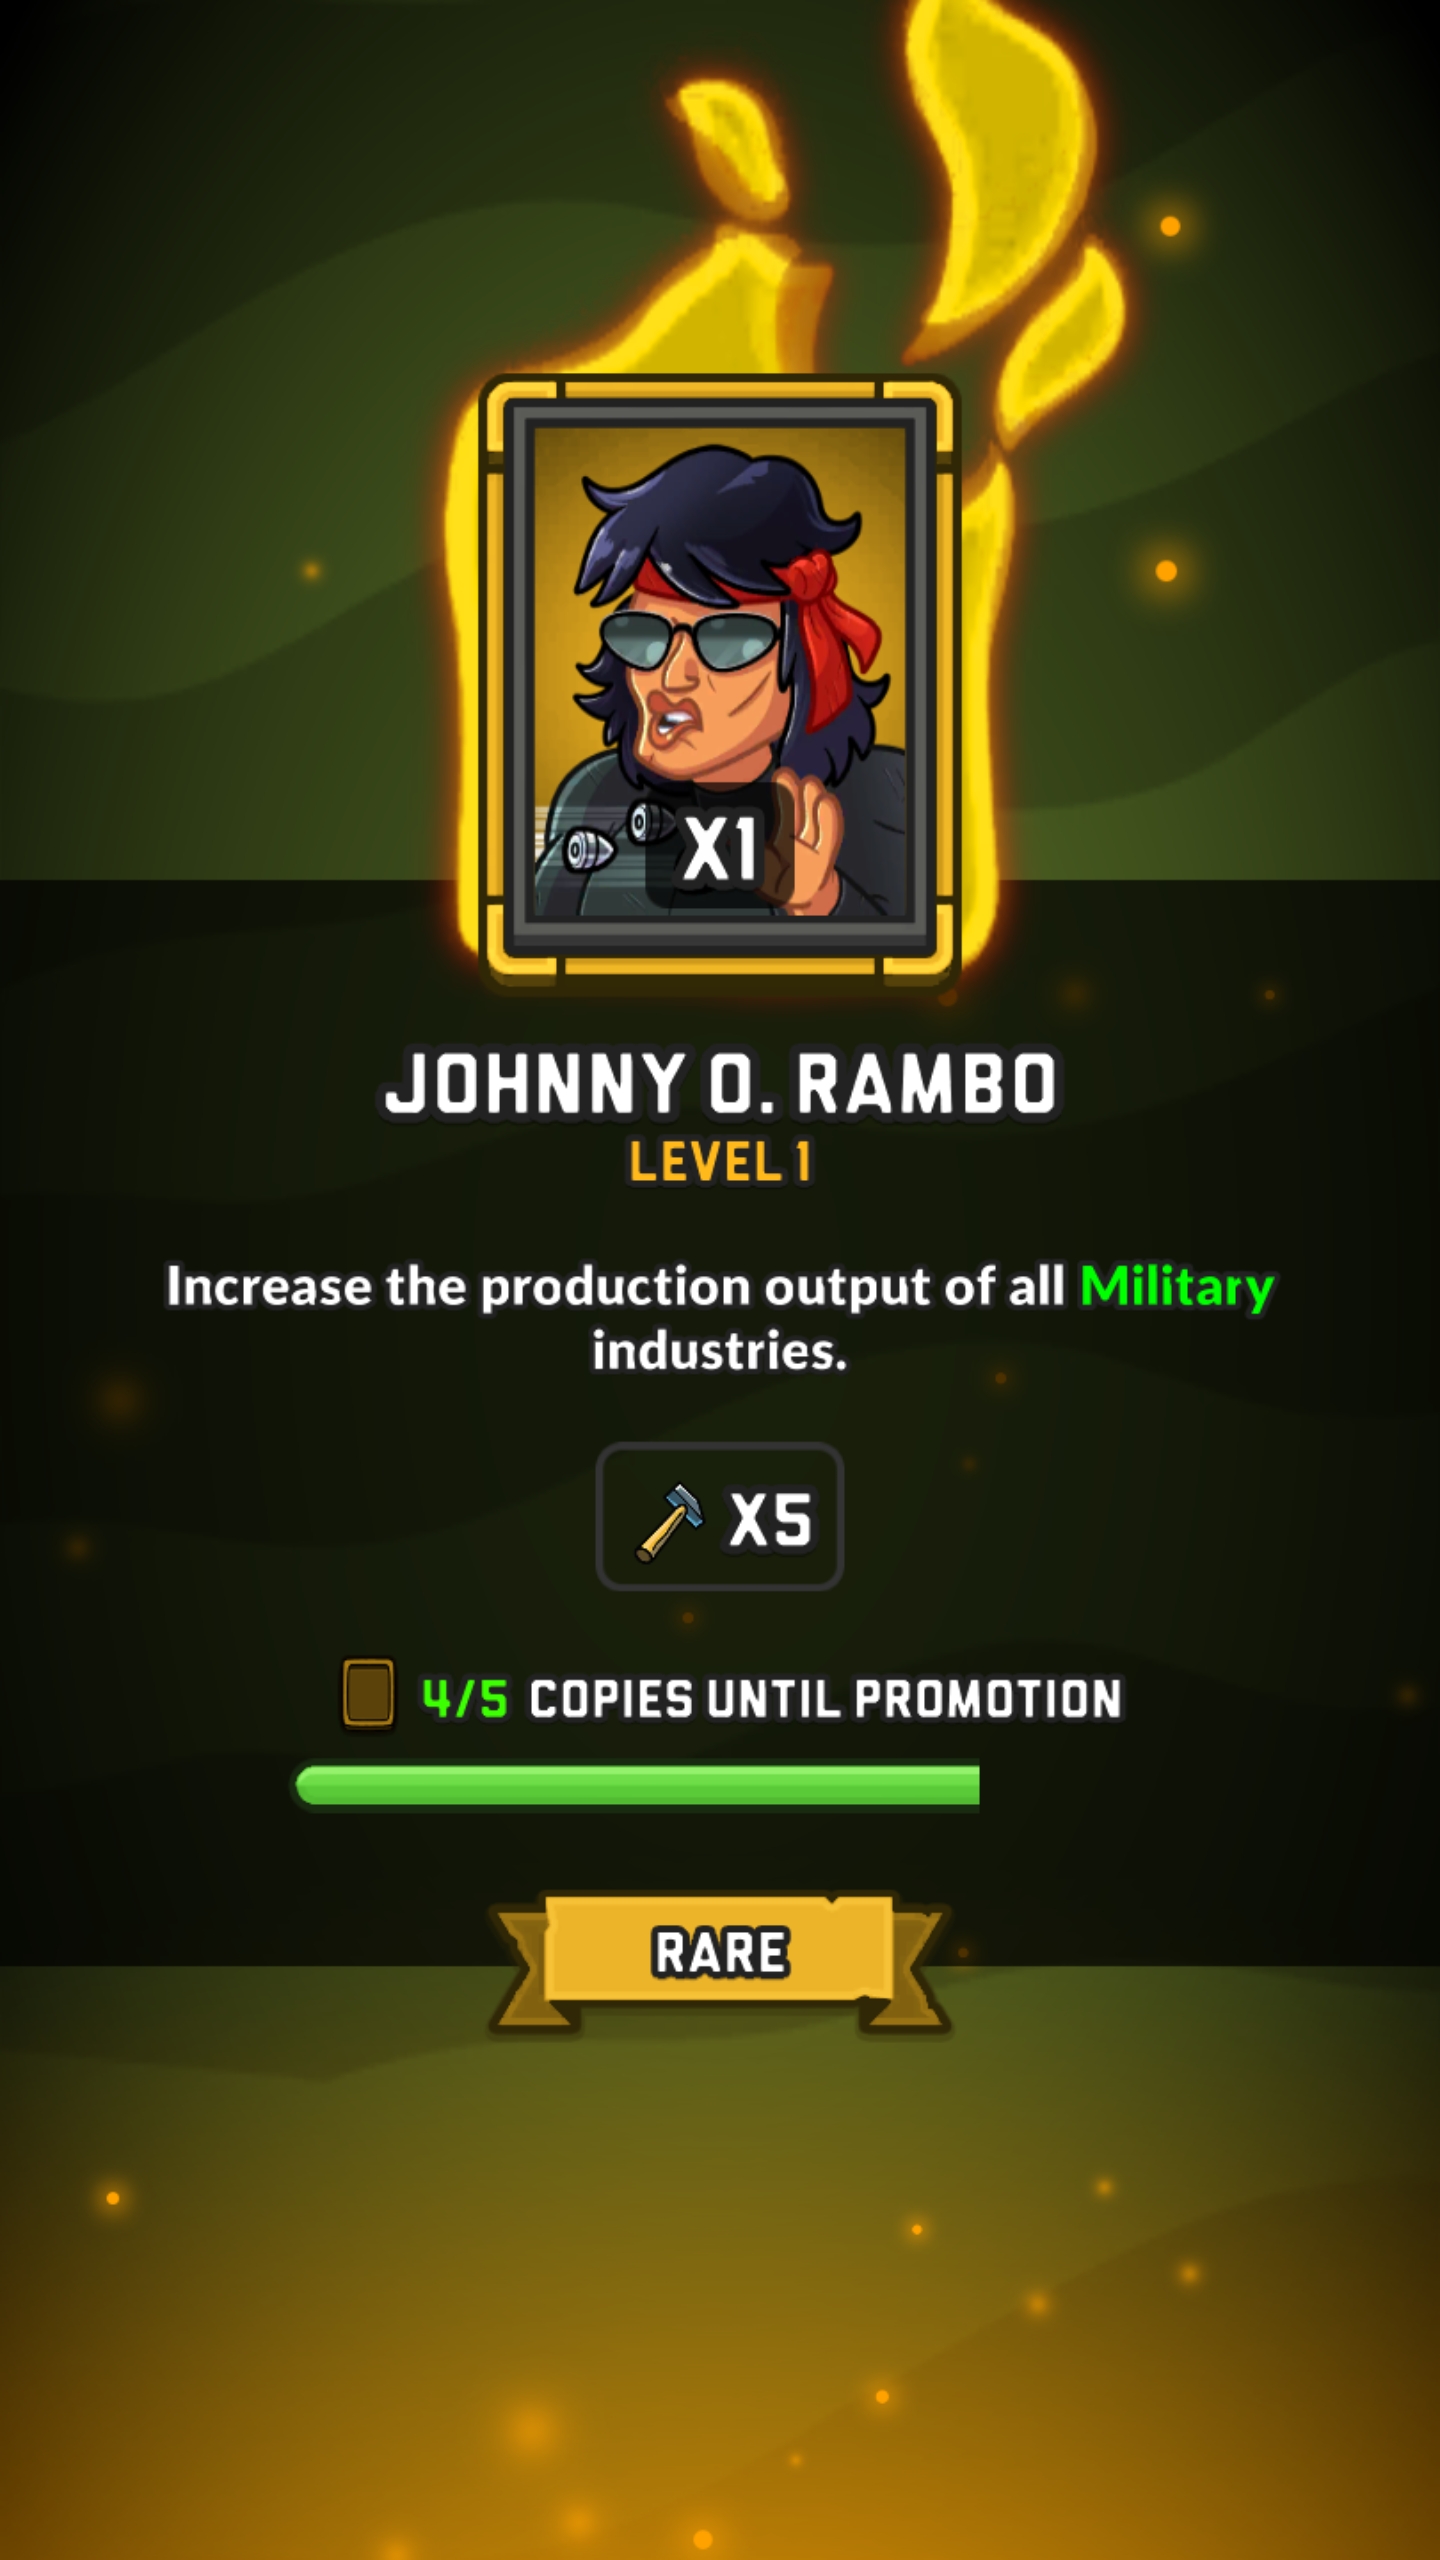 X1
JOHNNY O. RAMBO
LEVEL 1
Increase the production output of all Military
industries.
X5
4/5 COPIES UNTIL PROMOTION
RARE